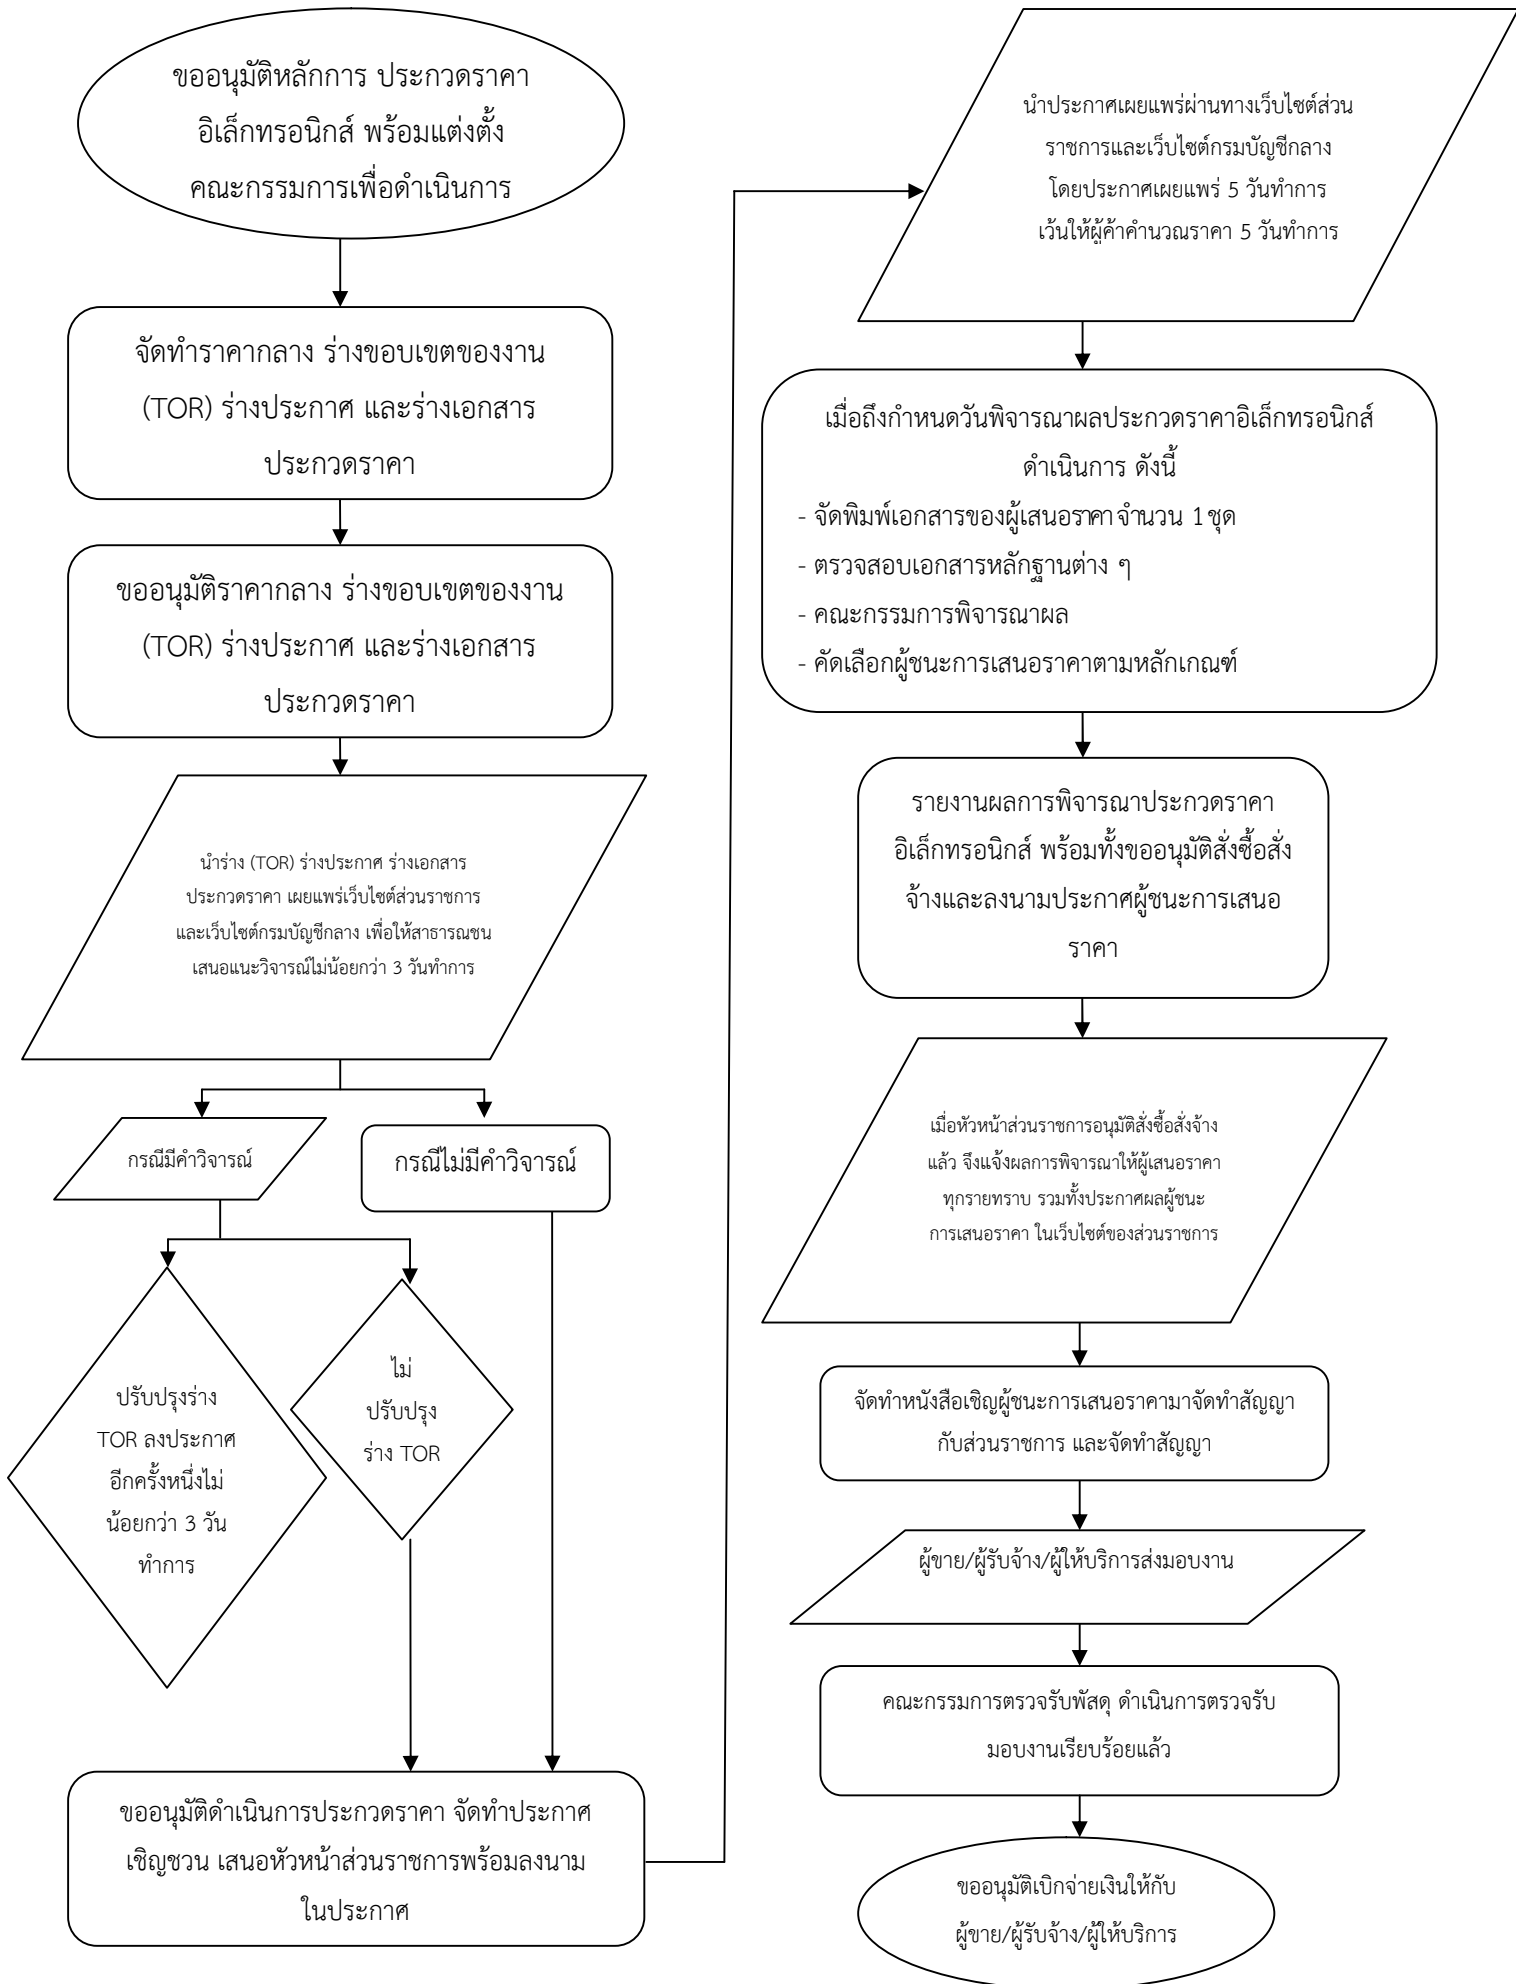 ขออนุมัติหลักการ ประกวดราคา
อิเล็กทรอนิกส์ พร้อมแต่งตั้ง
คณะกรรมการเพื่อดำเนินการ
จัดทำราคากลาง ร่างขอบเขตของงาน
(TOR) ร่างประกาศ และร่างเอกสาร
ประกวดราคา
ขออนุมัติราคากลาง ร่างขอบเขตของงาน
(TOR) ร่างประกาศ และร่างเอกสาร
ประกวดราคา
นำร่าง (TOR) ร่างประกาศ ร่างเอกสาร
ประกวดราคา เผยแพร่เว็บไซต์ส่วนราชการ
และเว็บไซต์กรมบัญชีกลาง เพื่อให้สาธารณชน
เสนอแนะวิจารณ์ไม่น้อยกว่า 3 วันทำการ
กรณีมีคำวิจารณ์
กรณีไม่มีคำวิจารณ์
ปรับปรุงร่าง
TOR ลงประกาศ
อีกครั้งหนึ่งไม่
น้อยกว่า 3 วัน
ทำการ
ไม่
ปรับปรุง
ร่าง TOR
ขออนุมัติดำเนินการประกวดราคา จัดทำประกาศ
เชิญชวน เสนอหัวหน้าส่วนราชการพร้อมลงนาม
ในประกาศ
นำประกาศเผยแพร่ผ่านทางเว็บไซต์ส่วน
ราชการและเว็บไซต์กรมบัญชีกลาง
โดยประกาศเผยแพร่ 5 วันทำการ
เว้นให้ผู้ค้าคำนวณราคา 5 วันทำการ
เมื่อถึงกำหนดวันพิจารณาผลประกวดราคาอิเล็กทรอนิกส์
ดำเนินการ ดังนี้
- จัดพิมพ์เอกสารของผู้เสนอราคา จำนวน 1 ชุด
- ตรวจสอบเอกสารหลักฐานต่าง ๆ
- คณะกรรมการพิจารณาผล
- คัดเลือกผู้ชนะการเสนอราคาตามหลักเกณฑ์
รายงานผลการพิจารณาประกวดราคา
อิเล็กทรอนิกส์ พร้อมทั้งขออนุมัติสั่งซื้อสั่ง
จ้างและลงนามประกาศผู้ชนะการเสนอ
ราคา
เมื่อหัวหน้าส่วนราชการอนุมัติสั่งซื้อสั่งจ้าง
แล้ว จึงแจ้งผลการพิจารณาให้ผู้เสนอราคา
ทุกรายทราบ รวมทั้งประกาศผลผู้ชนะ
การเสนอราคา ในเว็บไซต์ของส่วนราชการ
จัดทำหนังสือเชิญผู้ชนะการเสนอราคามาจัดทำสัญญา
กับส่วนราชการ และจัดทำสัญญา
ผู้ขาย/ผู้รับจ้าง/ผู้ให้บริการส่งมอบงาน
คณะกรรมการตรวจรับพัสดุ ดำเนินการตรวจรับ
มอบงานเรียบร้อยแล้ว
ขออนุมัติเบิกจ่ายเงินให้กับ
ผู้ขาย/ผู้รับจ้าง/ผู้ให้บริการ